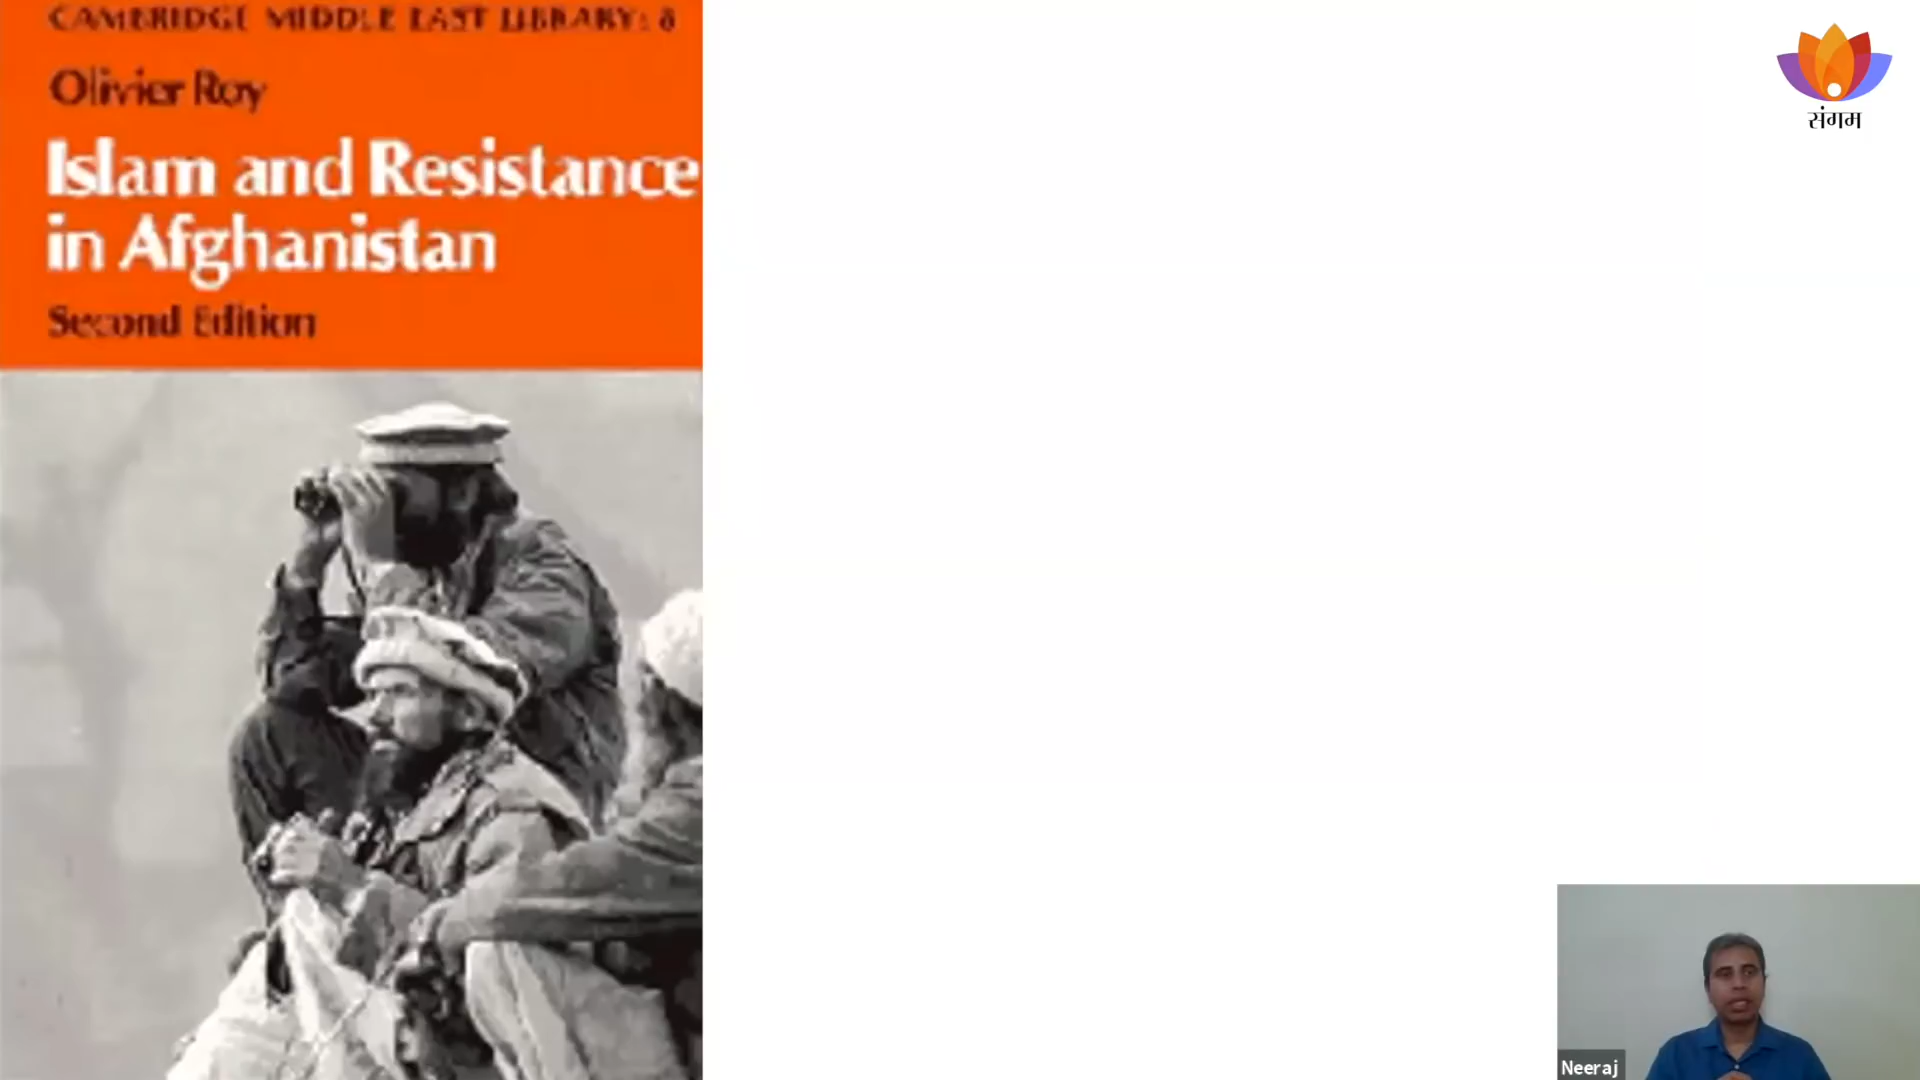 CAMBRIDGE MIDDLE EAST LIBRARY: 8
Olivier Roy
Islam and Resistance
in Afghanistan
Second Edition
संगम
Neeraj